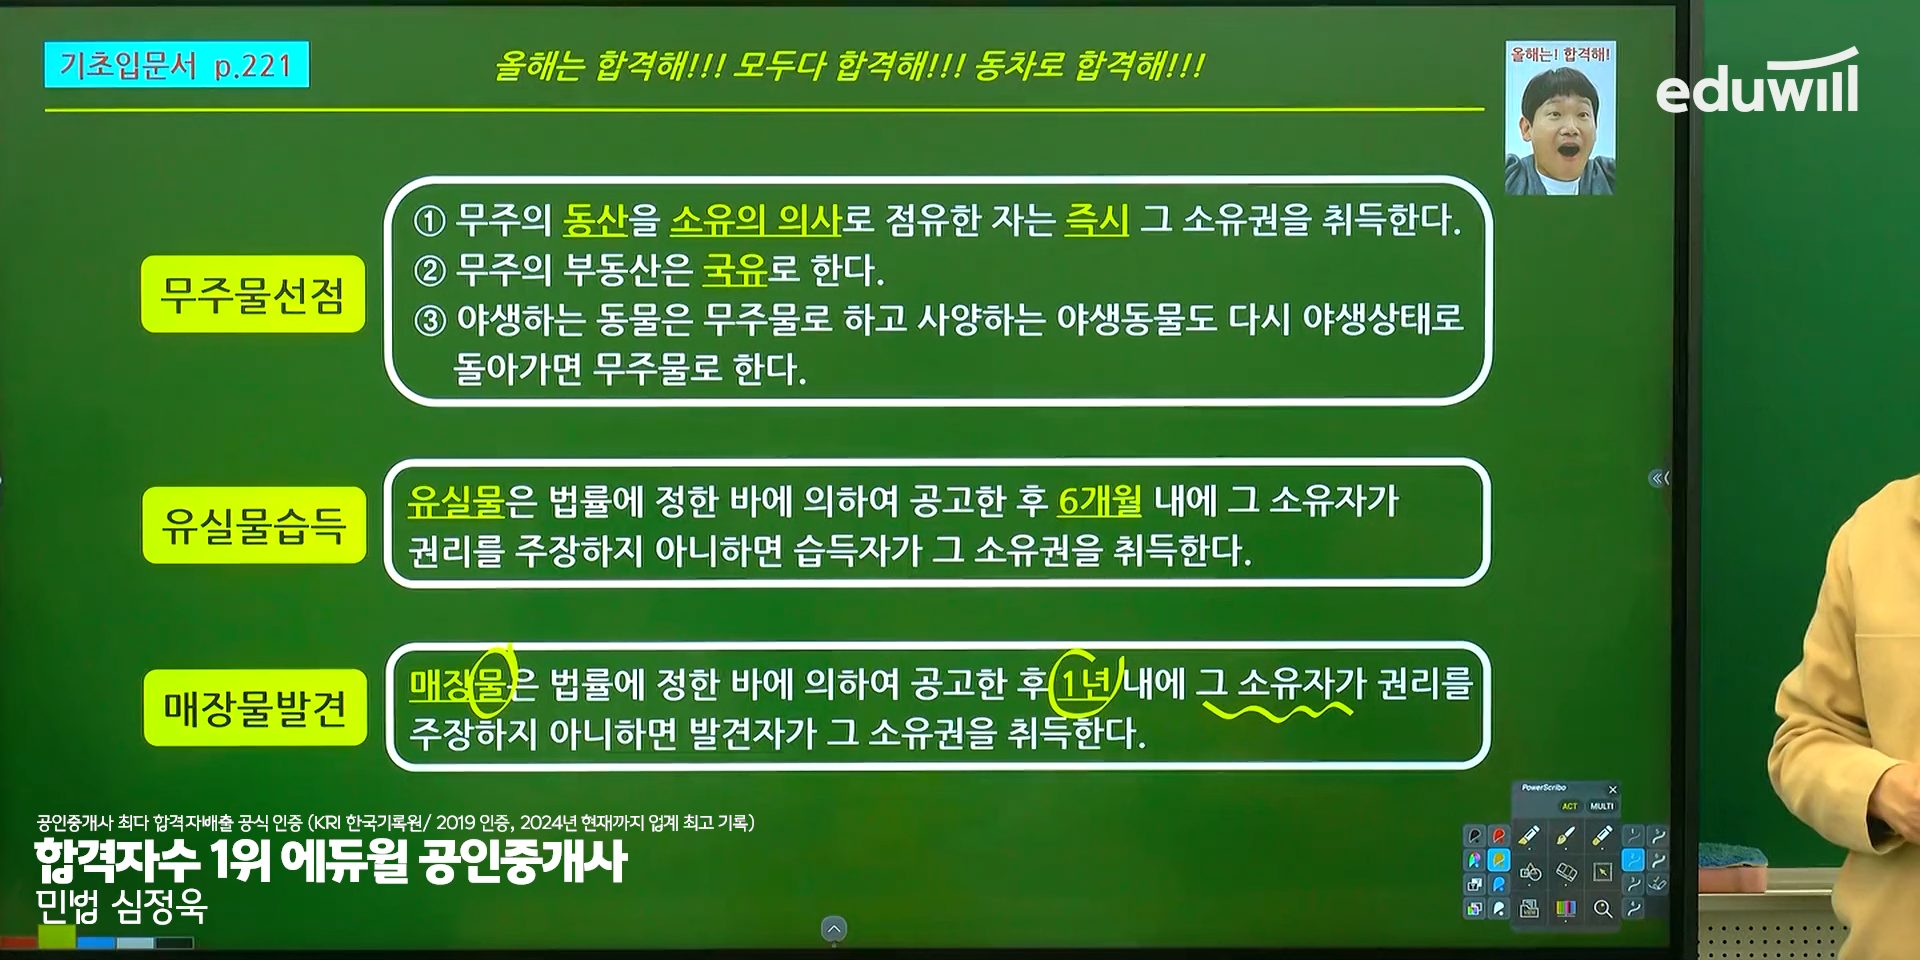 기초입문서 p.221
올해는 합격해!!! 모두다 합격해!!! 동차로 합격해!!!
올해는! 합격해!
eduwill
무주물선점
① 무주의 동산을 소유의 의사로 점유한 자는 즉시 그 소유권을 취득한다.
② 무주의 부동산은 국유로 한다.
③ 야생하는 동물은 무주물로 하고 사양하는 야생동물도 다시 야생상태로
돌아가면 무주물로 한다.
유실물습득
유실물은 법률에 정한 바에 의하여 공고한 후 6개월 내에 그 소유자가
권리를 주장하지 아니하면 습득자가 그 소유권을 취득한다.
매장물발견
매장물은 법률에 정한 바에 의하여 공고한 후 1년 내에 그 소유자가 권리를
주장하지 아니하면 발견자가 그 소유권을 취득한다.
PowerScribo
ACT MULTI
공인중개사 최다 합격자배출 공식 인증 (KRI 한국기록원/ 2019 인증, 2024년 현재까지 업계 최고 기록)
합격자수 1위 에듀윌 공인중개사
민법 심정욱